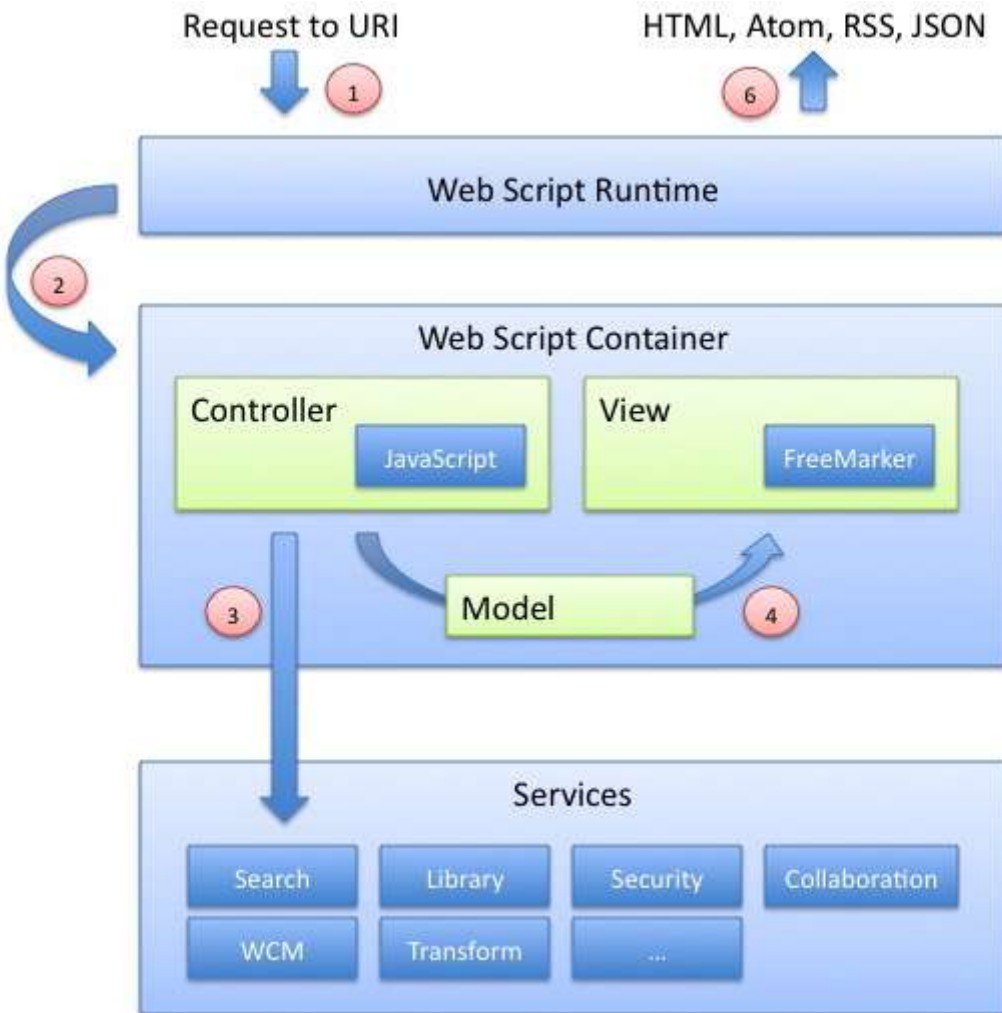 Request to URI
HTML, Atom, RSS, JSON
1
6
Web Script Runtime
2
Web Script Container
Controller
JavaScript
View
FreeMarker
3
Model
4
Services
Search
Library
Security
Collaboration
WCM
Transform
...